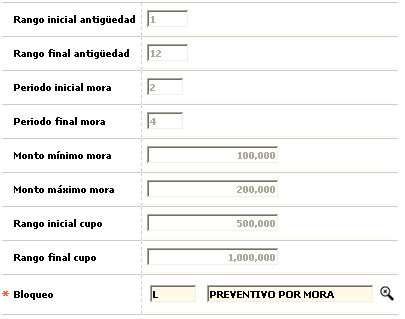 Rango inicial antigüedad 1
Rango final antigüedad 12
Periodo inicial mora 2
Periodo final mora 4
Monto mínimo mora 100,000
Monto máximo mora 200,000
Rango inicial cupo 500,000
Rango final cupo 1,000,000
* Bloqueo L PREVENTIVO POR MORA